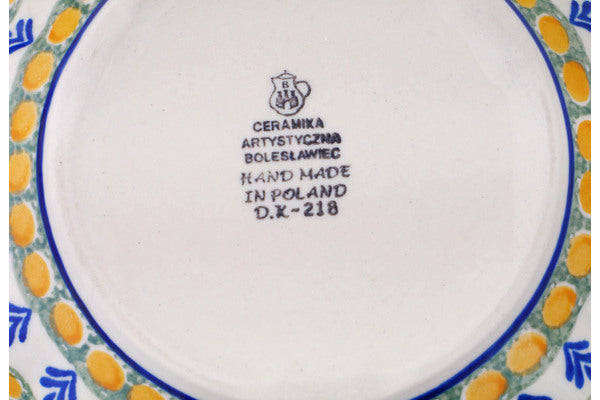 B
CERAMIKA
ARTYSTYCZNA
BOLESŁAWIEC
HAND MADE
IN POLAND
D.K-218